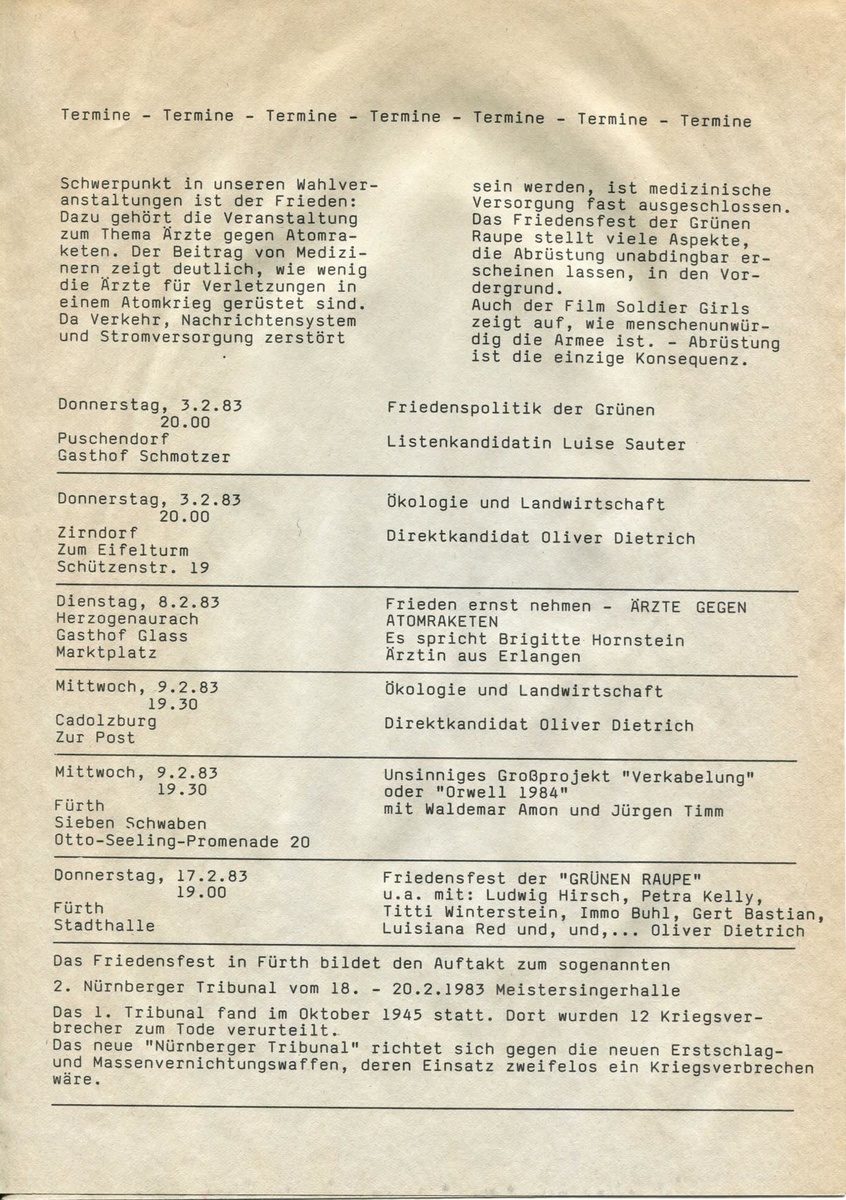 Termine - Termine - Termine - Termine - Termine - Termine - Termine
Schwerpunkt in unseren Wahlver-
anstaltungen ist der Frieden:
Dazu gehört die Veranstaltung
zum Thema Ärzte gegen Atomra-
keten. Der Beitrag von Medizi-
nern zeigt deutlich, wie wenig
die Ärzte für Verletzungen in
einem Atomkrieg gerüstet sind.
Da Verkehr, Nachrichtensystem
und Stromversorgung zerstört
sein werden, ist medizinische
Versorgung fast ausgeschlossen.
Das Friedensfest der Grünen
Raupe stellt viele Aspekte,
die Abrüstung unabdingbar er-
scheinen lassen, in den Vor-
dergrund.
Auch der Film Soldier Girls
zeigt auf, wie menschenunwür-
dig die Armee ist. - Abrüstung
ist die einzige Konsequenz.
Donnerstag, 3.2.83
20.00
Puschendorf
Gasthof Schmotzer
Friedenspolitik der Grünen
Listenkandidatin Luise Sauter
Donnerstag, 3.2.83
20.00
Zirndorf
Zum Eifelturm
Schützenstr. 19
Ökologie und Landwirtschaft
Direktkandidat Oliver Dietrich
Dienstag, 8.2.83
Herzogenaurach
Gasthof Glass
Marktplatz
Frieden ernst nehmen - ÄRZTE GEGEN
ATOMRAKETEN
Es spricht Brigitte Hornstein
Ärztin aus Erlangen
Mittwoch, 9.2.83
19.30
Cadolzburg
Zur Post
Ökologie und Landwirtschaft
Direktkandidat Oliver Dietrich
Mittwoch, 9.2.83
19.30
Fürth
Sieben Schwaben
Otto-Seeling-Promenade 20
Unsinniges Großprojekt "Verkabelung"
oder "Orwell 1984"
mit Waldemar Amon und Jürgen Timm
Donnerstag, 17.2.83
19.00
Fürth
Stadthalle
Friedensfest der "GRÜNEN RAUPE"
u.a. mit: Ludwig Hirsch, Petra Kelly,
Titti Winterstein, Immo Buhl, Gert Bastian,
Luisiana Red und, und,... Oliver Dietrich
Das Friedensfest in Fürth bildet den Auftakt zum sogenannten
2. Nürnberger Tribunal vom 18. - 20.2.1983 Meistersingerhalle
Das 1. Tribunal fand im Oktober 1945 statt. Dort wurden 12 Kriegsver-
brecher zum Tode verurteilt.
Das neue "Nürnberger Tribunal" richtet sich gegen die neuen Erstschlag-
und Massenvernichtungswaffen, deren Einsatz zweifelos ein Kriegsverbrechen
wäre.